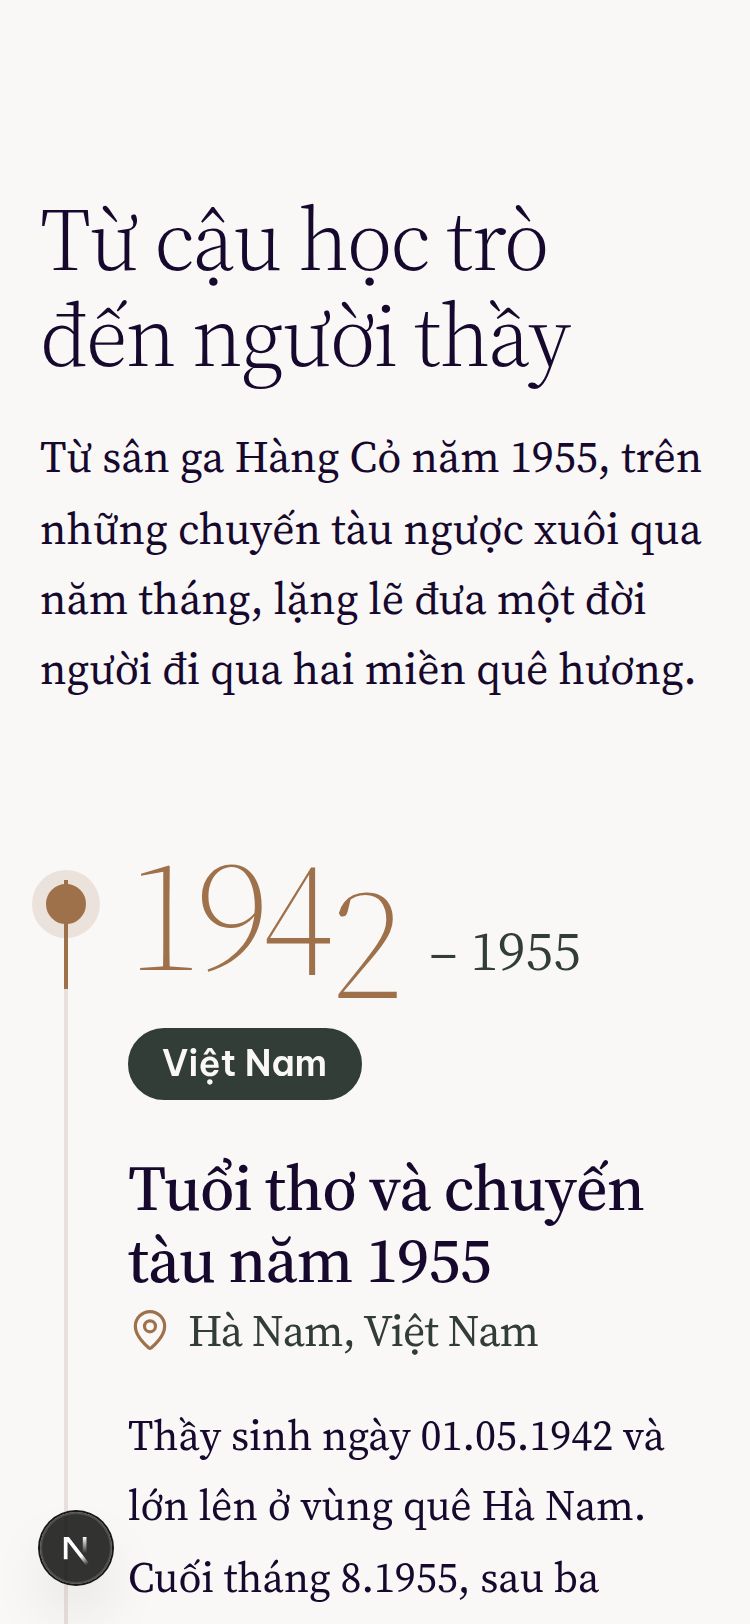 Từ cậu học trò
đến người thầy
Từ sân ga Hàng Cỏ năm 1955, trên
những chuyến tàu ngược xuôi qua
năm tháng, lặng lẽ đưa một đời
người đi qua hai miền quê hương.
1942 – 1955
Việt Nam
Tuổi thơ và chuyến
tàu năm 1955
Hà Nam, Việt Nam
Thầy sinh ngày 01.05.1942 và
lớn lên ở vùng quê Hà Nam.
N
Cuối tháng 8.1955, sau ba